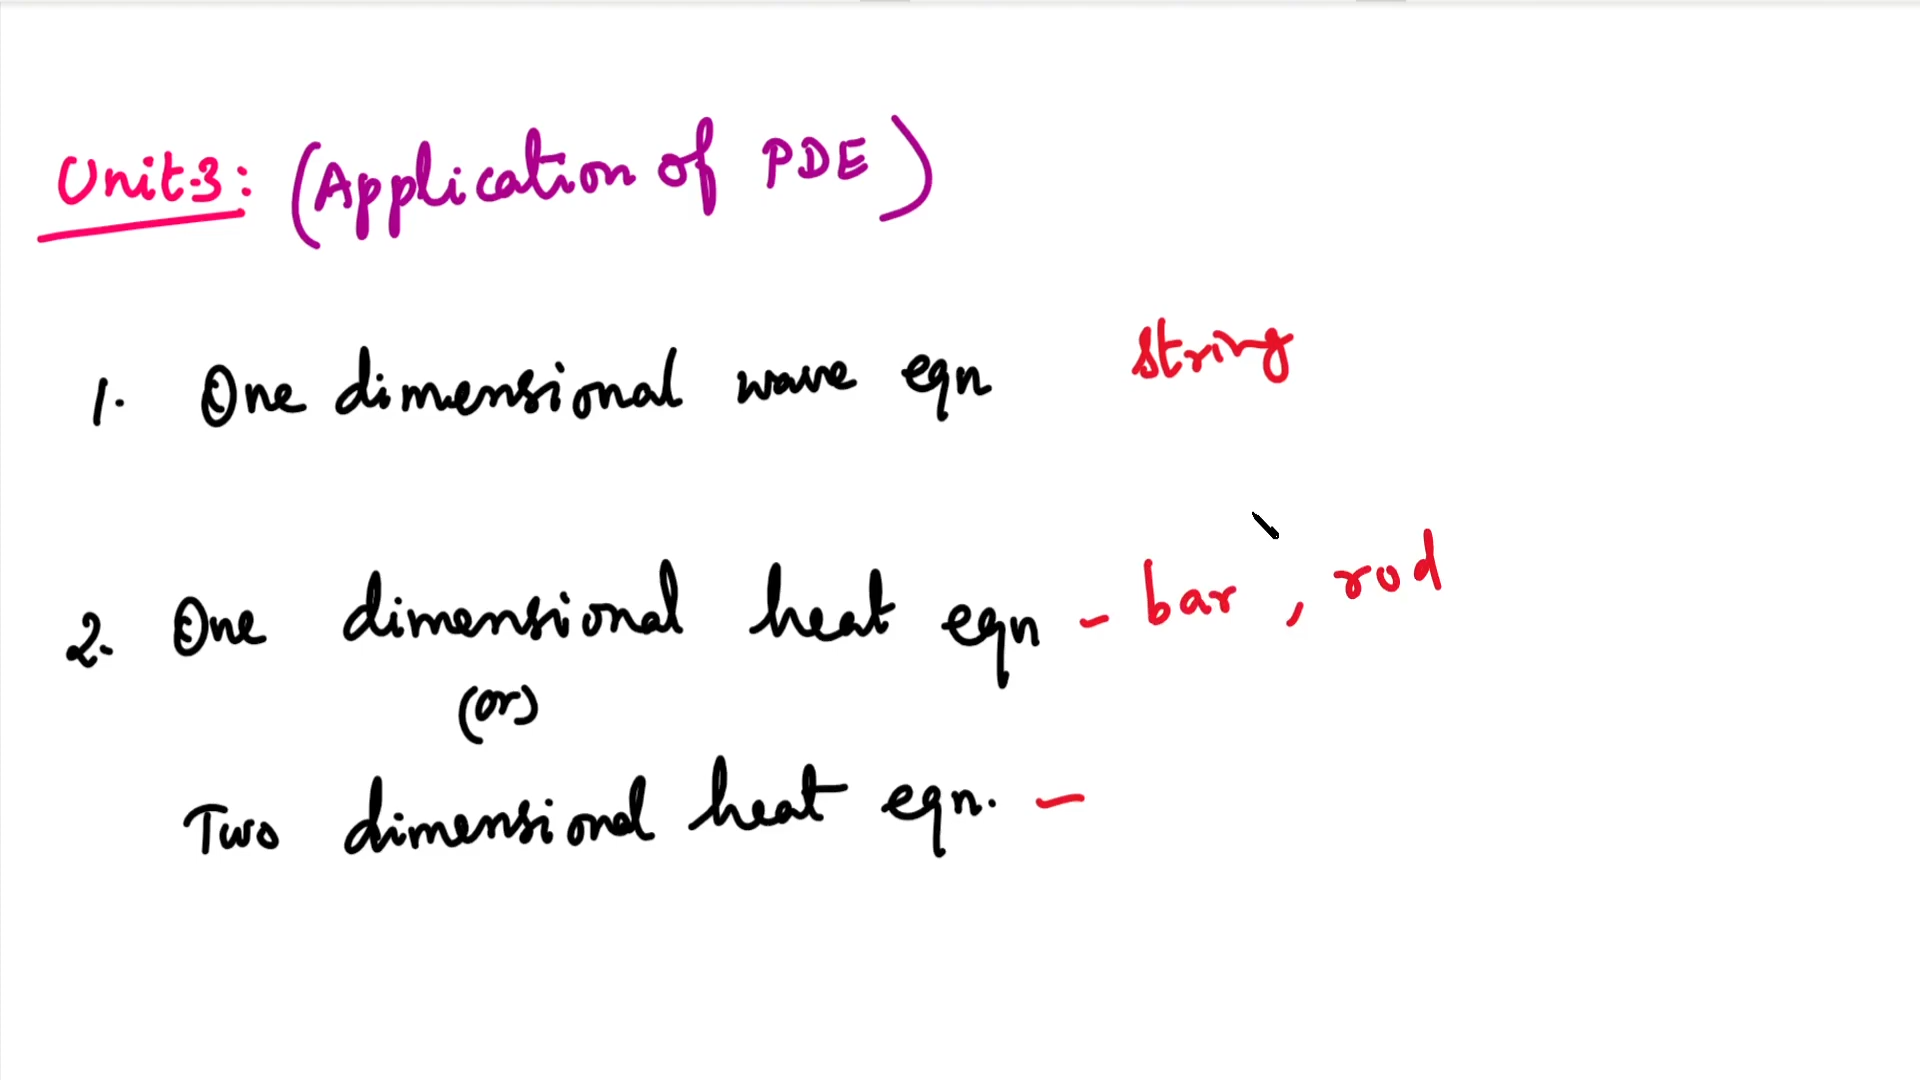 Unit-3: (Application of PDE)
1. One dimensional wave eqn string
2. One dimensional heat eqn - bar, rod
(or)
Two dimensional heat eqn. -